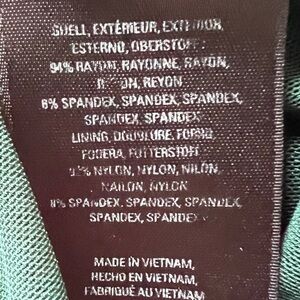 SHELL, EXTÉRIEUR, EXTERIOR,
ESTERNO, OBERSTOFF:
94% RAYON, RAYONNE, RAYON,
REYON
6% SPANDEX, SPANDEX, SPANDEX,
SPANDEX, SPANDEX
LINING, DOUBLURE, FORRO,
FODERA, FUTTERSTOFF
NYLON, NYLON, NILON,
NAILON, NYLON
8% SPANDEX, SPANDEX, SPANDEX,
SPANDEX, SPANDEX
MADE IN VIETNAM,
HECHO EN VIETNAM,
FABRIQUÉ AU VIETNAM